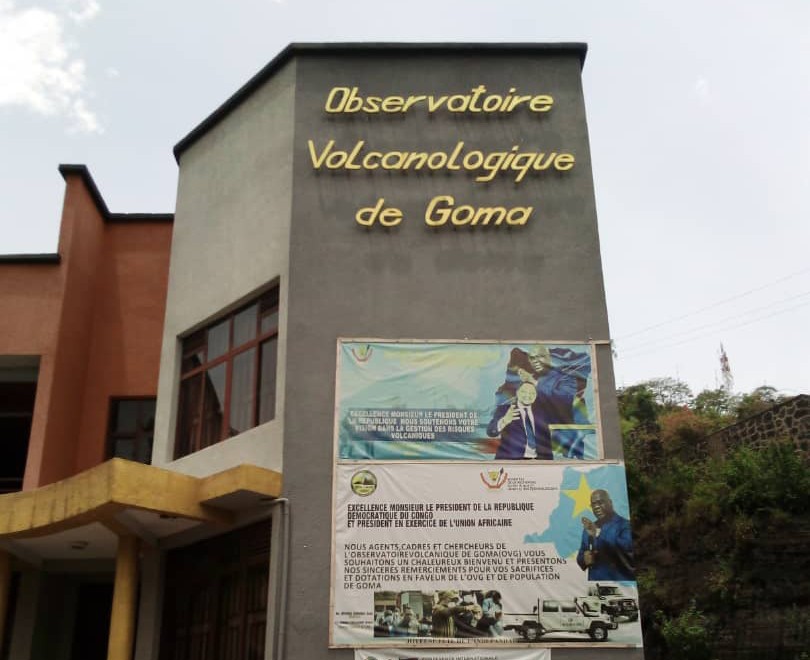 Observatoire
Volcanologique
de Goma
EXCELLENCE MONSIEUR LE PRESIDENT DE
LA REPUBLIQUE NOUS SOUTENONS VOTRE
VISION DANS LA GESTION DES RISQUES
VOLCANIQUES
EXCELLENCE MONSIEUR LE PRESIDENT DE LA REPUBLIQUE
DEMOCRATIQUE DU CONGO
ET PRESIDENT EN EXERCICE DE L'UNION AFRICAINE
NOUS AGENTS,CADRES ET CHERCHEURS DE
L'OBSERVATOIREVOLCANIQUE DE GOMA(OVG) VOUS
SOUHAITONS UN CHALEUREUX BIENVENU ET PRESENTONS
NOS SINCERES REMERCIEMENTS POUR VOS SACRIFICES
ET DOTATIONS EN FAVEUR DE L'OVG ET DE POPULATION
DE GOMA